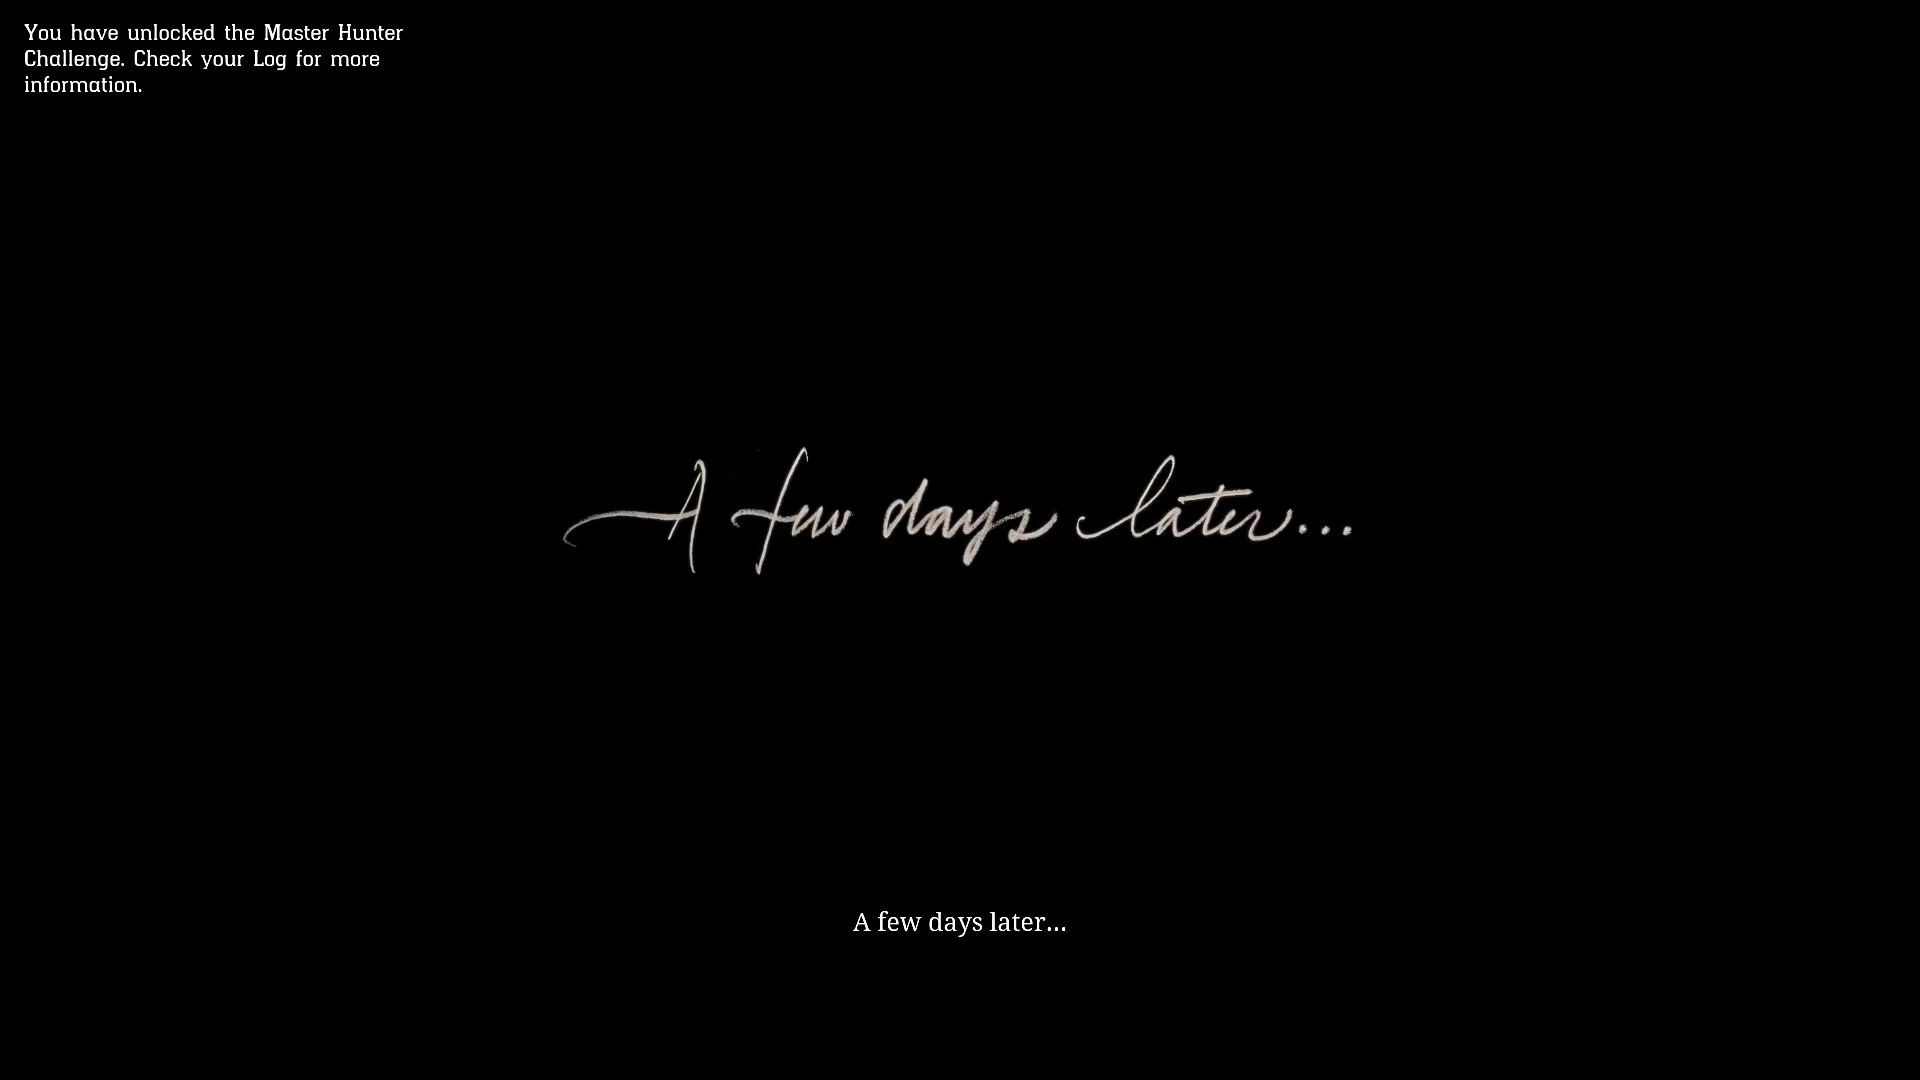 You have unlocked the Master Hunter
Challenge. Check your Log for more
information.
A few days later...
A few days later...